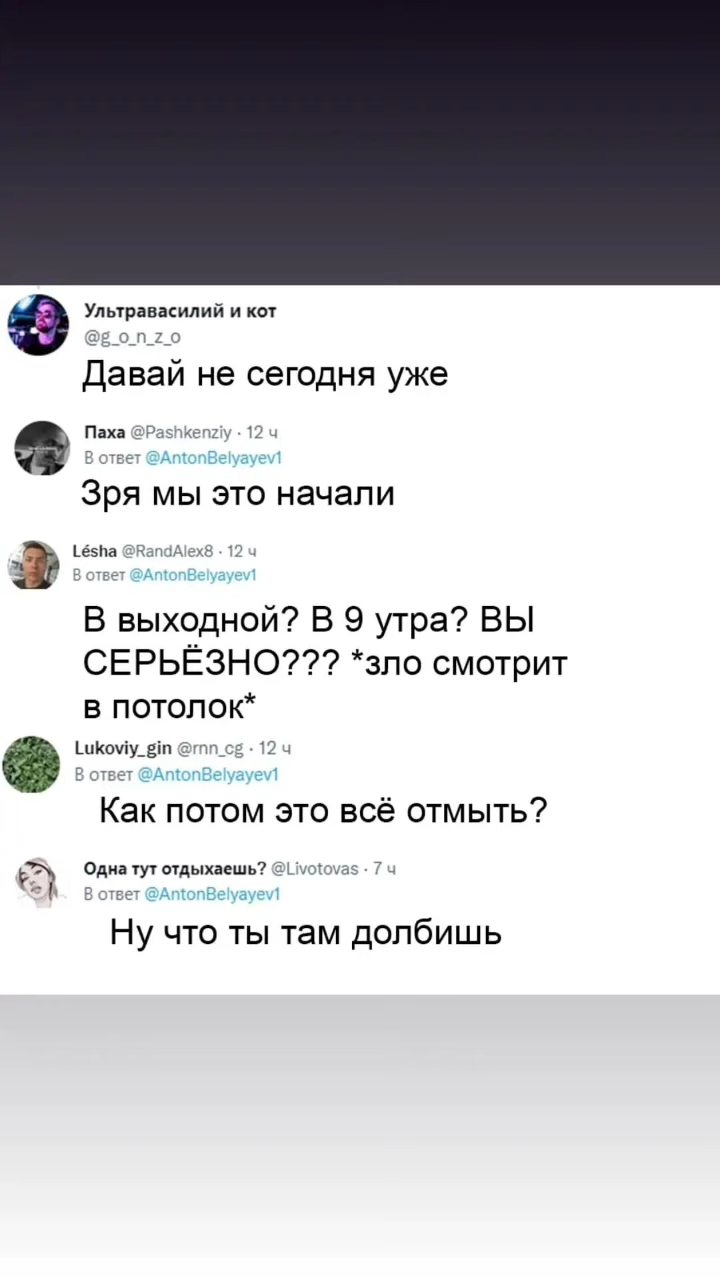 Ультравасилий и кот
@g_o_n_z_o
Давай не сегодня уже
Паха @Pashkenziy · 12 ч
В ответ @AntonBelyayev1
Зря мы это начали
Lésha @RandAlex8 · 12 ч
В ответ @AntonBelyayev1
В выходной? В 9 утра? ВЫ
СЕРЬЁЗНО??? *зло смотрит
в потолок*
Lukoviy_gin @rnn_cg · 12 ч
В ответ @AntonBelyayev1
Как потом это всё отмыть?
Одна тут отдыхаешь? @Livotovas · 7 ч
В ответ @AntonBelyayev1
Ну что ты там долбишь